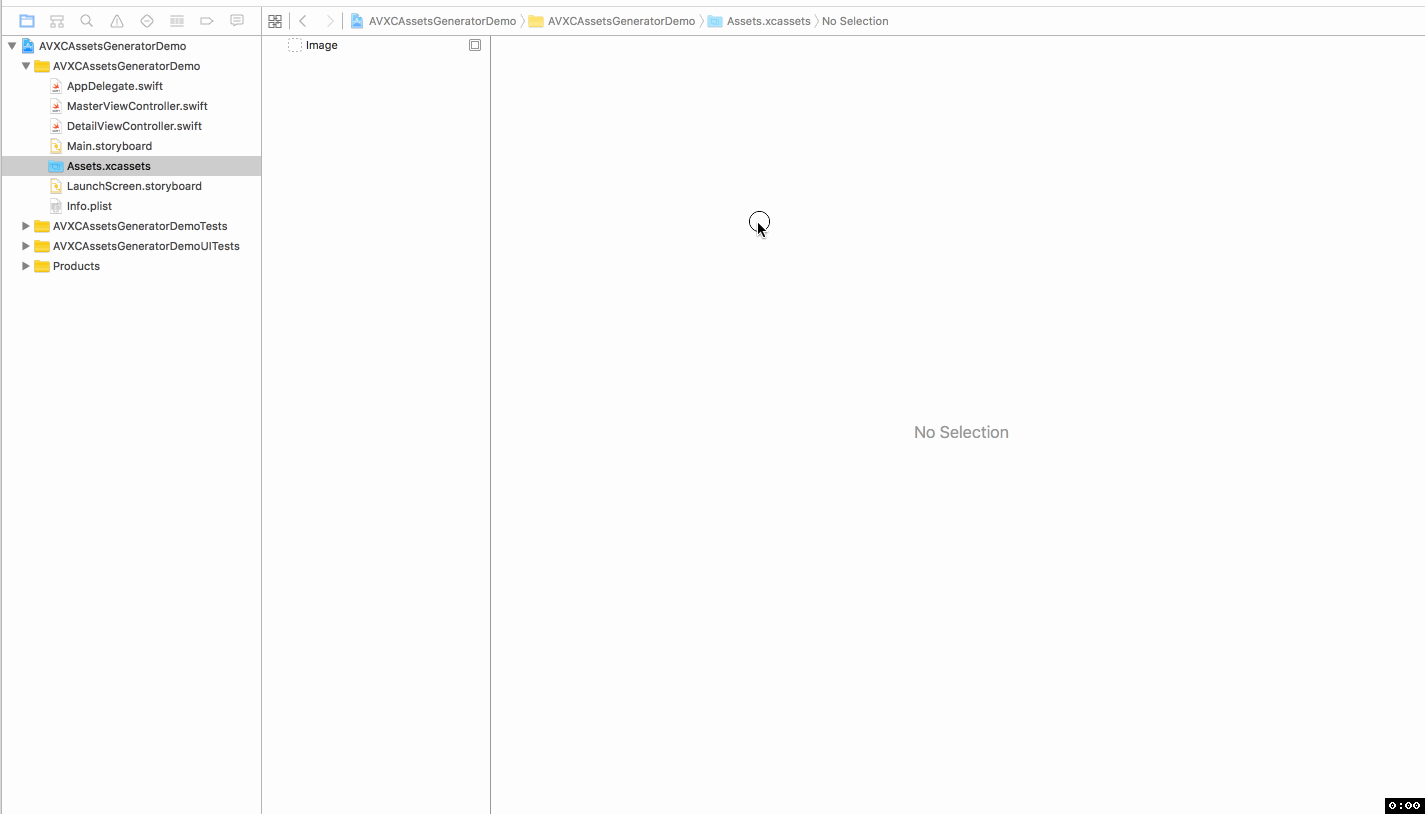 AVXCAssetsGeneratorDemo AVXCAssetsGeneratorDemo Assets.xcassets No Selection
AVXCAssetsGeneratorDemo
AVXCAssetsGeneratorDemo
AppDelegate.swift
MasterViewController.swift
DetailViewController.swift
Main.storyboard
Assets.xcassets
LaunchScreen.storyboard
Info.plist
AVXCAssetsGeneratorDemoTests
AVXCAssetsGeneratorDemoUITests
Products
Image
No Selection
0:00